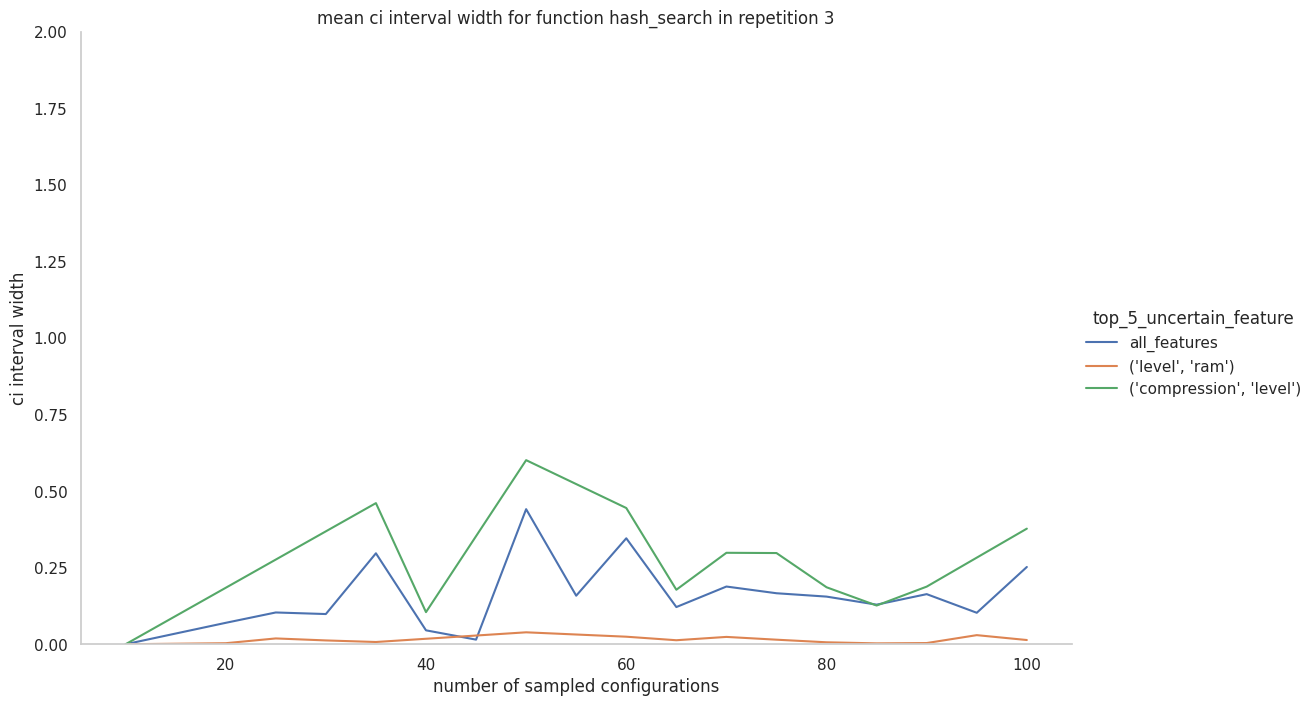 mean ci interval width for function hash_search in repetition 3
2.00
1.75
1.50
1.25
1.00
0.75
0.50
0.25
0.00
ci interval width
20
40
60
80
100
number of sampled configurations
top_5_uncertain_feature
all_features
('level', 'ram')
('compression', 'level')